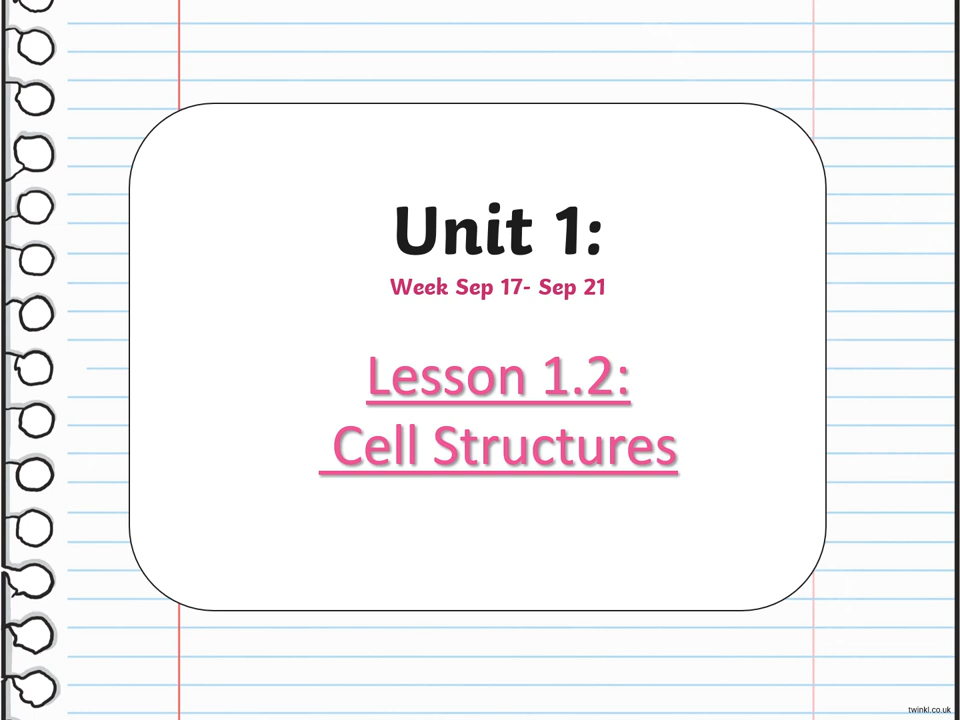 Unit 1:
Week Sep 17- Sep 21
Lesson 1.2:
Cell Structures
twinkl.co.uk